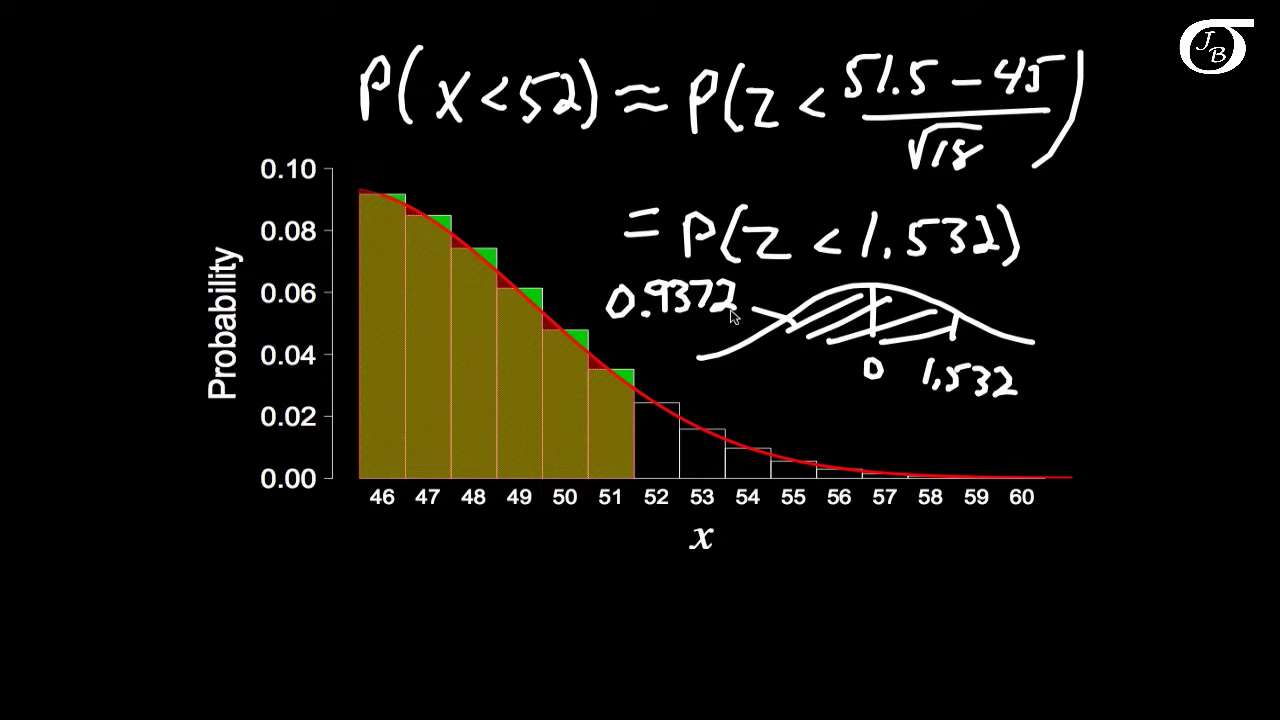 JB
P(X<52) ≈ P(Z < (51.5 - 45)/√18)
= P(Z < 1.532)
0.9372
0 1.532
Probability
0.10
0.08
0.06
0.04
0.02
0.00
46 47 48 49 50 51 52 53 54 55 56 57 58 59 60
x